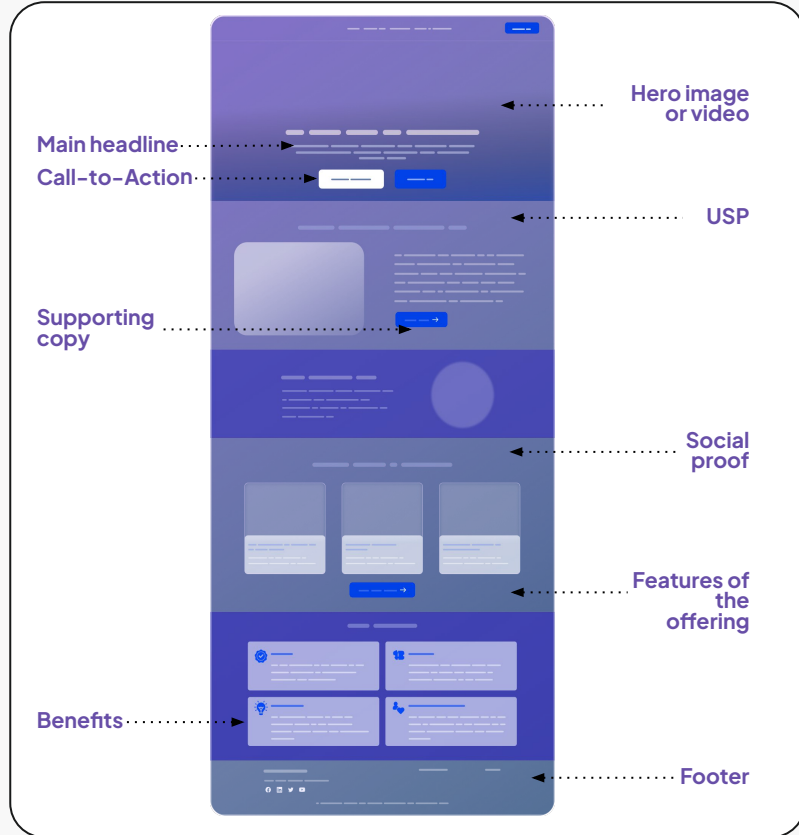 Hero image
or video
Main headline
Call-to-Action
USP
Supporting
copy
Social
proof
Features of
the
offering
Benefits
Footer